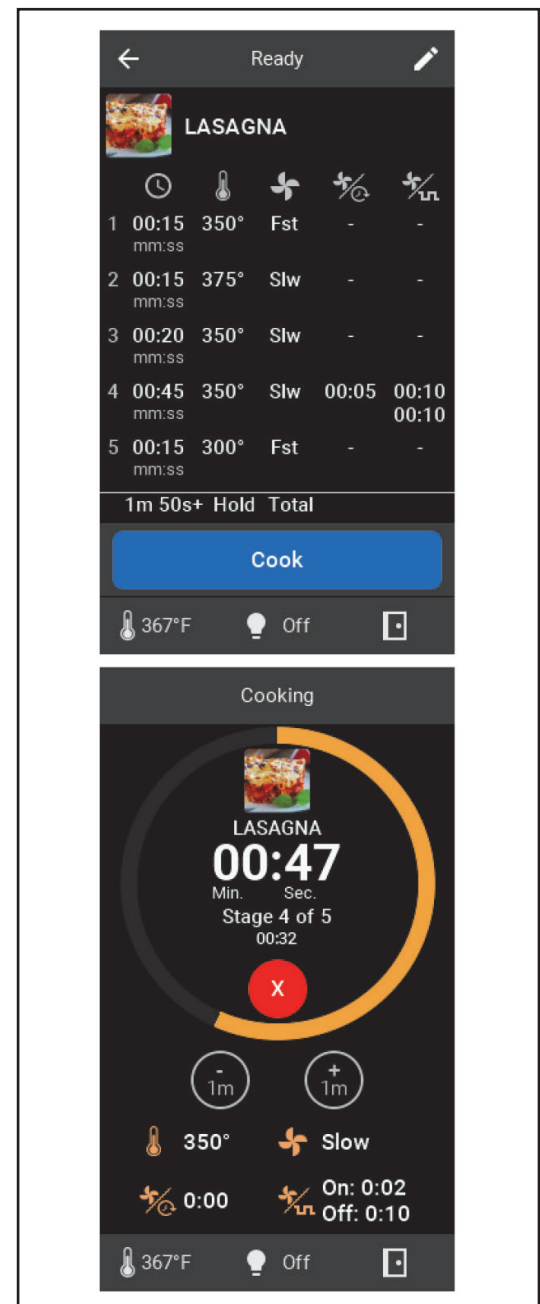 Ready
LASAGNA
1 00:15 350° Fst - -
mm:ss
2 00:15 375° Slw - -
mm:ss
3 00:20 350° Slw - -
mm:ss
4 00:45 350° Slw 00:05 00:10
mm:ss 00:10
5 00:15 300° Fst - -
mm:ss
1m 50s+ Hold Total
Cook
367°F Off
Cooking
LASAGNA
00:47
Min. Sec.
Stage 4 of 5
00:32
X
- +
1m 1m
350° Slow
0:00 On: 0:02
Off: 0:10
367°F Off